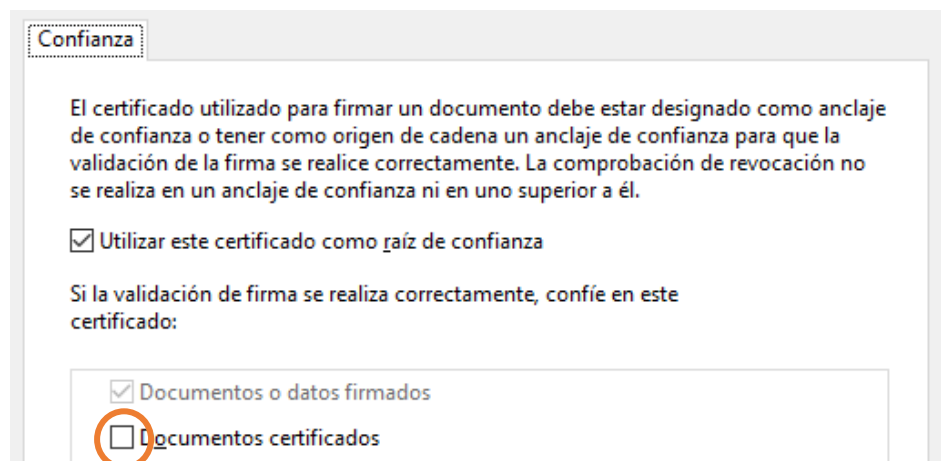 Confianza
El certificado utilizado para firmar un documento debe estar designado como anclaje
de confianza o tener como origen de cadena un anclaje de confianza para que la
validación de la firma se realice correctamente. La comprobación de revocación no
se realiza en un anclaje de confianza ni en uno superior a él.
Utilizar este certificado como raíz de confianza
Si la validación de firma se realiza correctamente, confíe en este
certificado:
Documentos o datos firmados
Documentos certificados